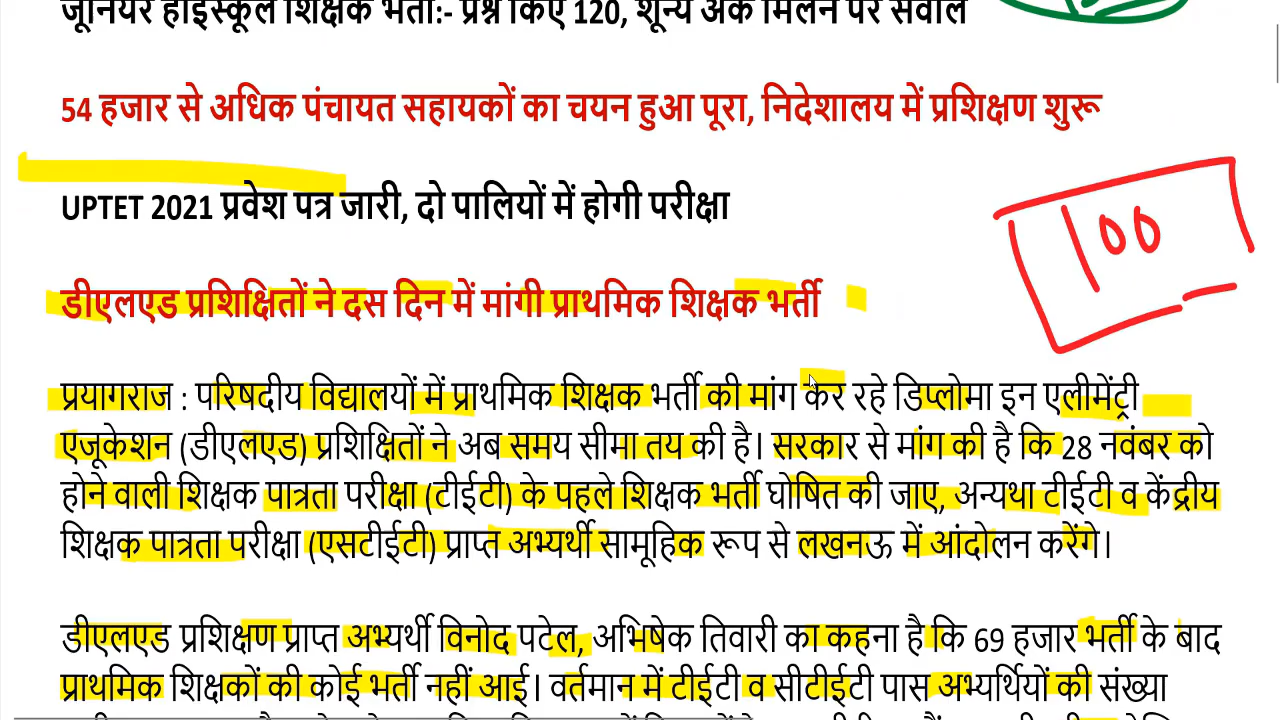 जूनियर हाइस्कूल शिक्षक भर्ती:- प्रश्न किए 120, शून्य अंक मिलने पर सवाल
54 हजार से अधिक पंचायत सहायकों का चयन हुआ पूरा, निदेशालय में प्रशिक्षण शुरू
UPTET 2021 प्रवेश पत्र जारी, दो पालियों में होगी परीक्षा
100
डीएलएड प्रशिक्षितों ने दस दिन में मांगी प्राथमिक शिक्षक भर्ती
प्रयागराज : परिषदीय विद्यालयों में प्राथमिक शिक्षक भर्ती की मांग कर रहे डिप्लोमा इन एलीमेंट्री
एजूकेशन (डीएलएड) प्रशिक्षितों ने अब समय सीमा तय की है। सरकार से मांग की है कि 28 नवंबर को
होने वाली शिक्षक पात्रता परीक्षा (टीईटी) के पहले शिक्षक भर्ती घोषित की जाए, अन्यथा टीईटी व केंद्रीय
शिक्षक पात्रता परीक्षा (एसटीईटी) प्राप्त अभ्यर्थी सामूहिक रूप से लखनऊ में आंदोलन करेंगे।
डीएलएड प्रशिक्षण प्राप्त अभ्यर्थी विनोद पटेल, अभिषेक तिवारी का कहना है कि 69 हजार भर्ती के बाद
प्राथमिक शिक्षकों की कोई भर्ती नहीं आई। वर्तमान में टीईटी व सीटीईटी पास अभ्यर्थियों की संख्या